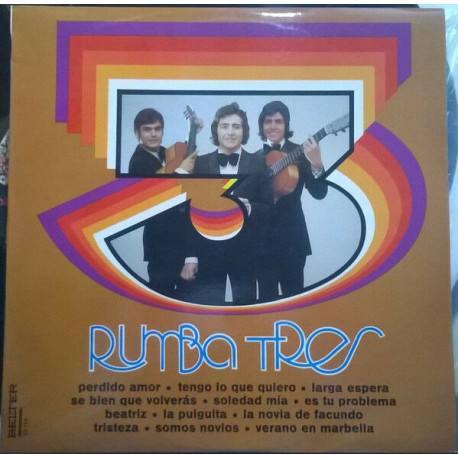 3
RUMBA TRES
perdido amor • tengo lo que quiero • larga espera
se bien que volverás • soledad mía • es tu problema
beatriz • la pulguita • la novia de facundo
tristeza • somos novios • verano en marbella
BELTER